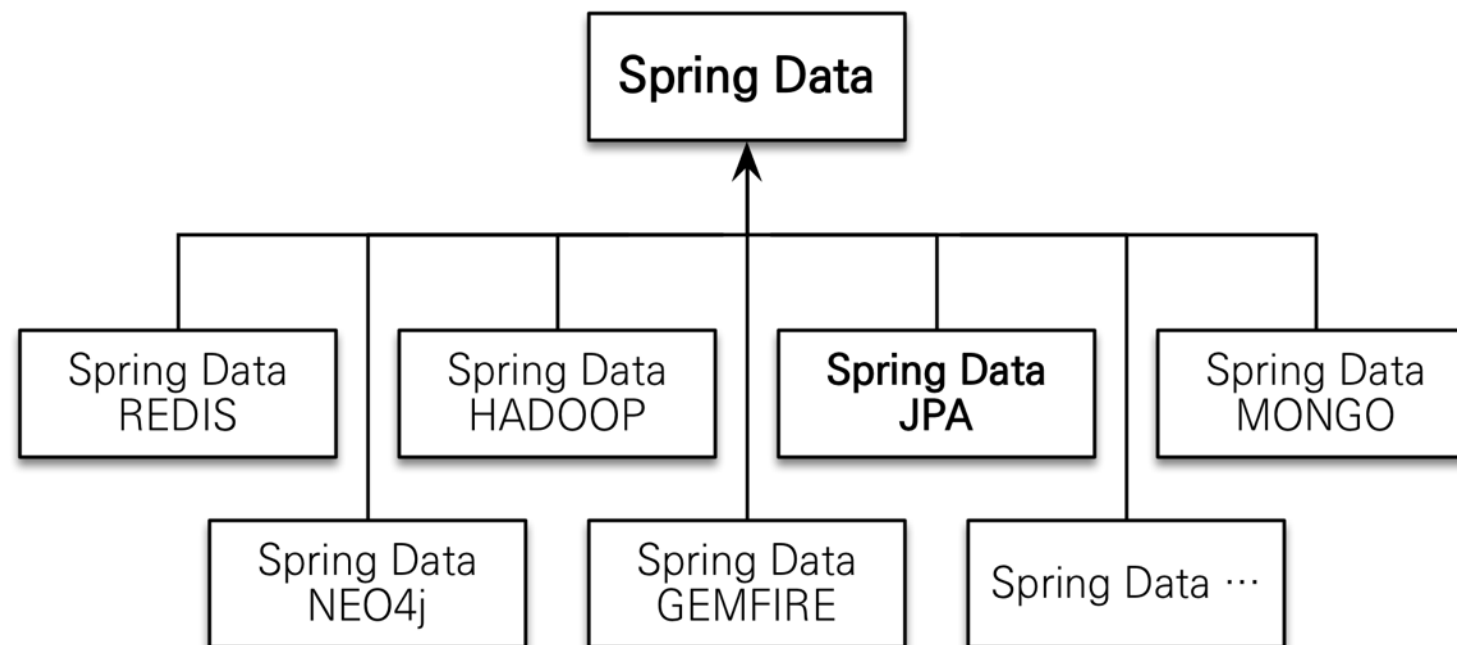 Spring Data
Spring Data
REDIS
Spring Data
HADOOP
Spring Data
JPA
Spring Data
MONGO
Spring Data
NEO4j
Spring Data
GEMFIRE
Spring Data ⋯